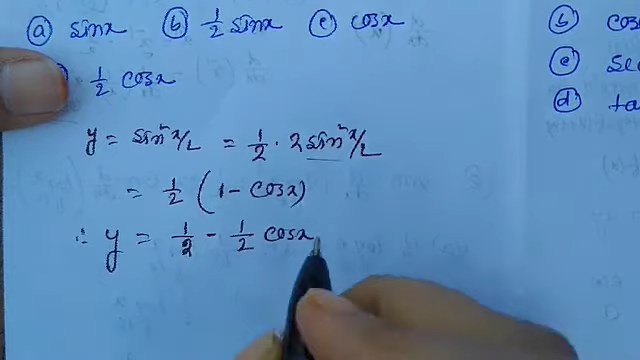 ⓐ sinx ⓑ 1/2 sinx ⓒ cosx
1/2 cosx
y = sin²x/2 = 1/2 · 2sin²x/2
= 1/2 (1 - cosx)
∴ y = 1/2 - 1/2 cosx
ⓑ cos
ⓒ sec
ⓓ ta